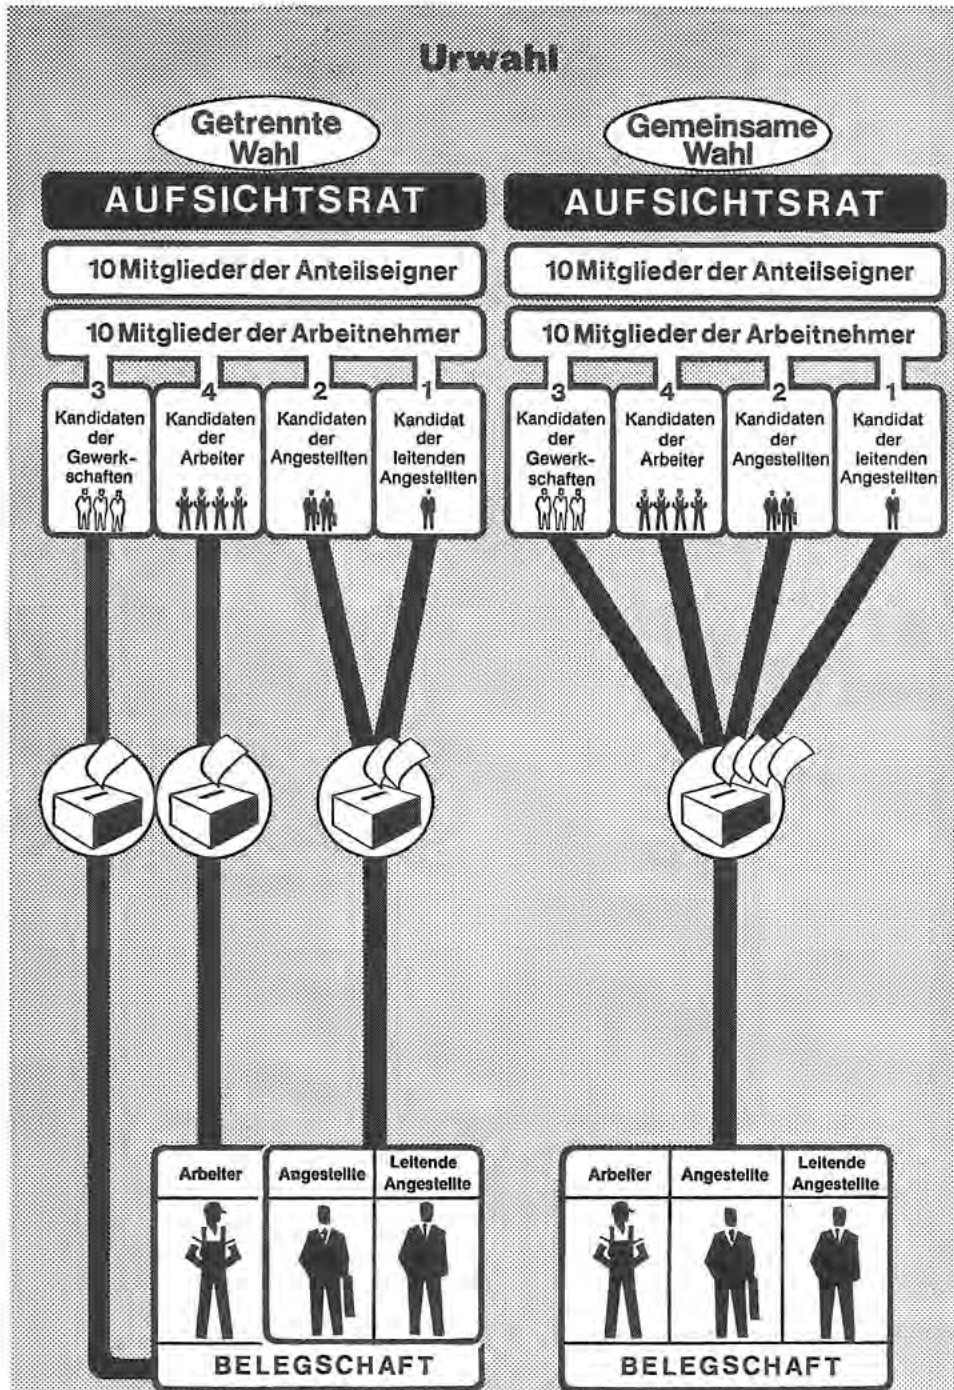 Urwahl
Getrennte
Wahl
AUFSICHTSRAT
10 Mitglieder der Anteilseigner
10 Mitglieder der Arbeitnehmer
3
Kandidaten
der
Gewerk-
schaften
4
Kandidaten
der
Arbeiter
2
Kandidaten
der
Angestellten
1
Kandidat
der
leitenden
Angestellten
Arbeiter
Angestellte
Leitende
Angestellte
BELEGSCHAFT
Gemeinsame
Wahl
AUFSICHTSRAT
10 Mitglieder der Anteilseigner
10 Mitglieder der Arbeitnehmer
3
Kandidaten
der
Gewerk-
schaften
4
Kandidaten
der
Arbeiter
2
Kandidaten
der
Angestellten
1
Kandidat
der
leitenden
Angestellten
Arbeiter
Angestellte
Leitende
Angestellte
BELEGSCHAFT